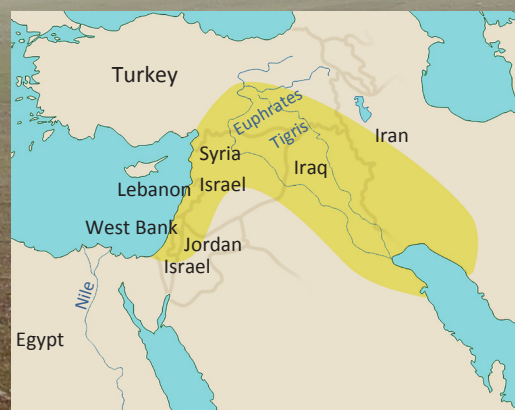 Turkey
Euphrates
Tigris
Iran
Syria
Iraq
Lebanon
Israel
West Bank
Jordan
Israel
Nile
Egypt